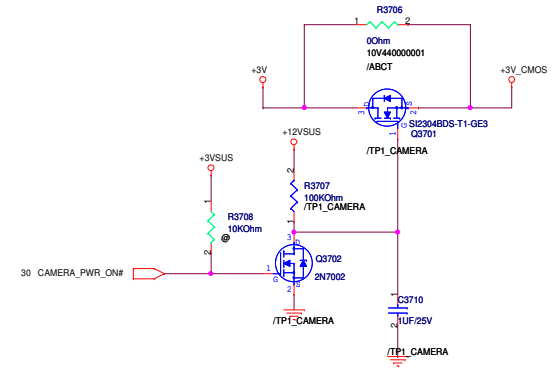 R3706
1
2
0Ohm
10V440000001
/ABCT
+3V
+3V_CMOS
3
D
S
2
G
1
SI2304BDS-T1-GE3
Q3701
/TP1_CAMERA
+12VSUS
+3VSUS
2
R3707
100KOhm
/TP1_CAMERA
1
1
R3708
10KOhm
@
2
3
D
Q3702
30 CAMERA_PWR_ON#
1
G
2N7002
S
2
/TP1_CAMERA
1
C3710
1UF/25V
2
/TP1_CAMERA